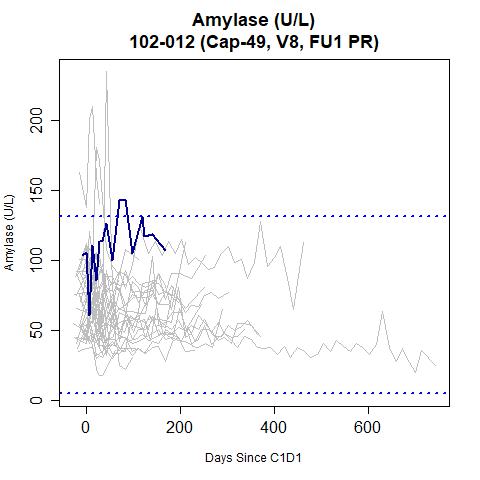 Amylase (U/L)
102-012 (Cap-49, V8, FU1 PR)
Amylase (U/L)
200
150
100
50
0
0 200 400 600
Days Since C1D1